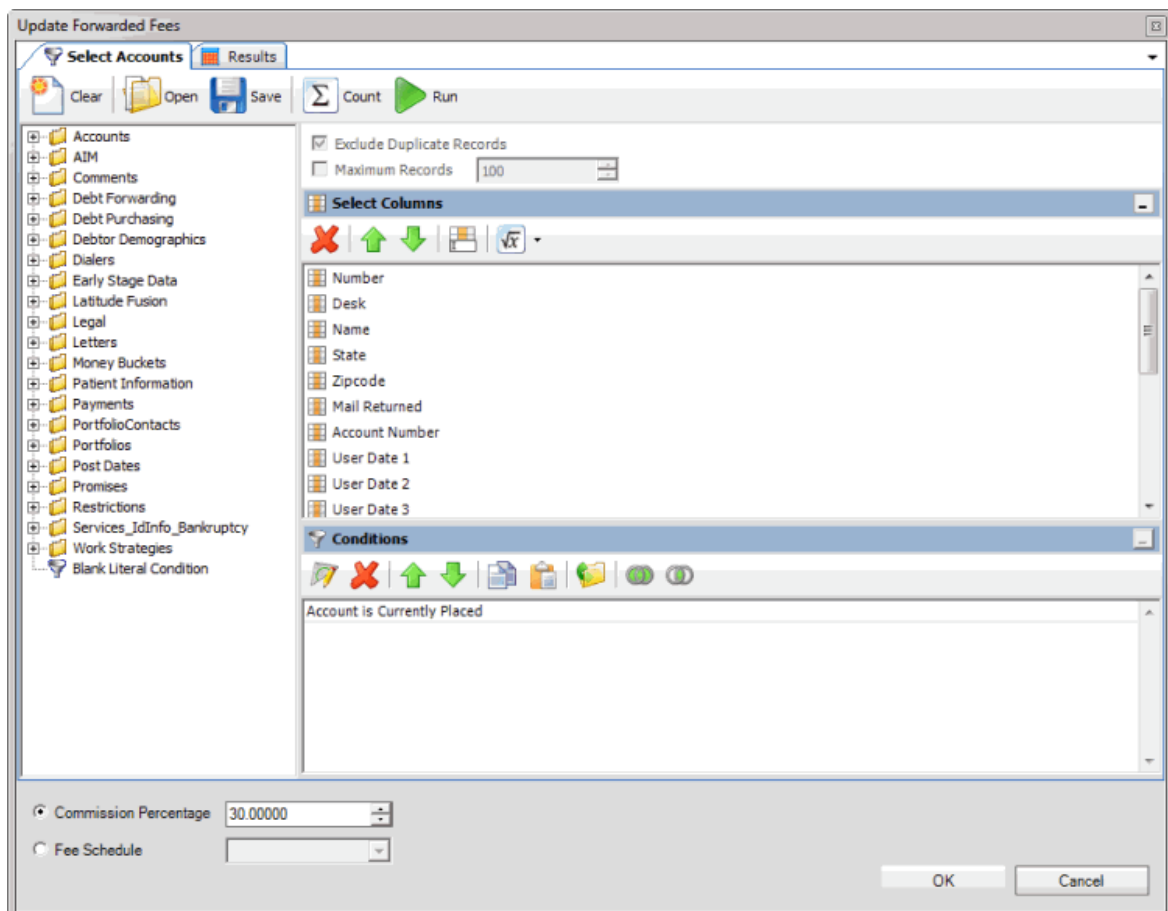 Update Forwarded Fees
Select Accounts Results
Clear Open Save Σ Count Run
Accounts
AIM
Comments
Debt Forwarding
Debt Purchasing
Debtor Demographics
Dialers
Early Stage Data
Latitude Fusion
Legal
Letters
Money Buckets
Patient Information
Payments
PortfolioContacts
Portfolios
Post Dates
Promises
Restrictions
Services_IdInfo_Bankruptcy
Work Strategies
Blank Literal Condition
Exclude Duplicate Records
Maximum Records 100
Select Columns
√x
Number
Desk
Name
State
Zipcode
Mail Returned
Account Number
User Date 1
User Date 2
User Date 3
Conditions
Account is Currently Placed
Commission Percentage 30.00000
Fee Schedule
OK Cancel